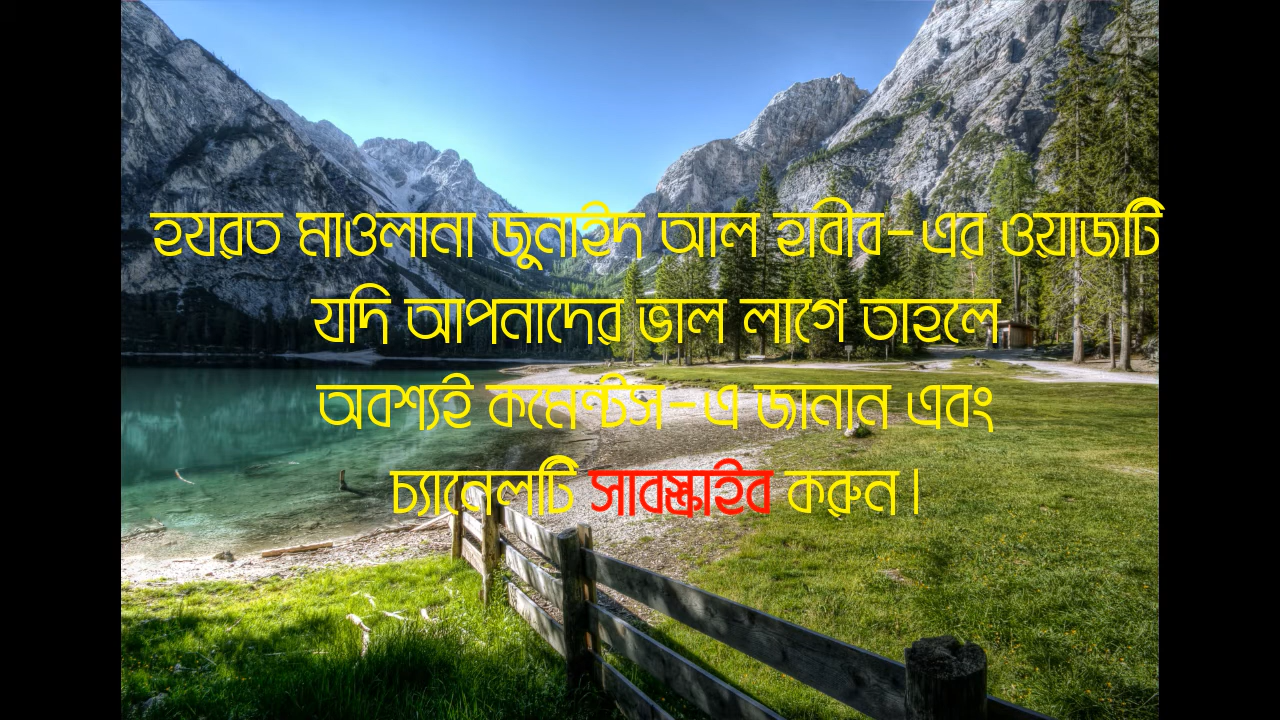 হযরত মাওলানা জুনাইদ আল হাবীব-এর ওয়াজটি
যদি আপনাদের ভাল লাগে তাহলে
অবশ্যই কমেন্টস-এ জানান এবং
চ্যানেলটি সাবস্ক্রাইব করুন।